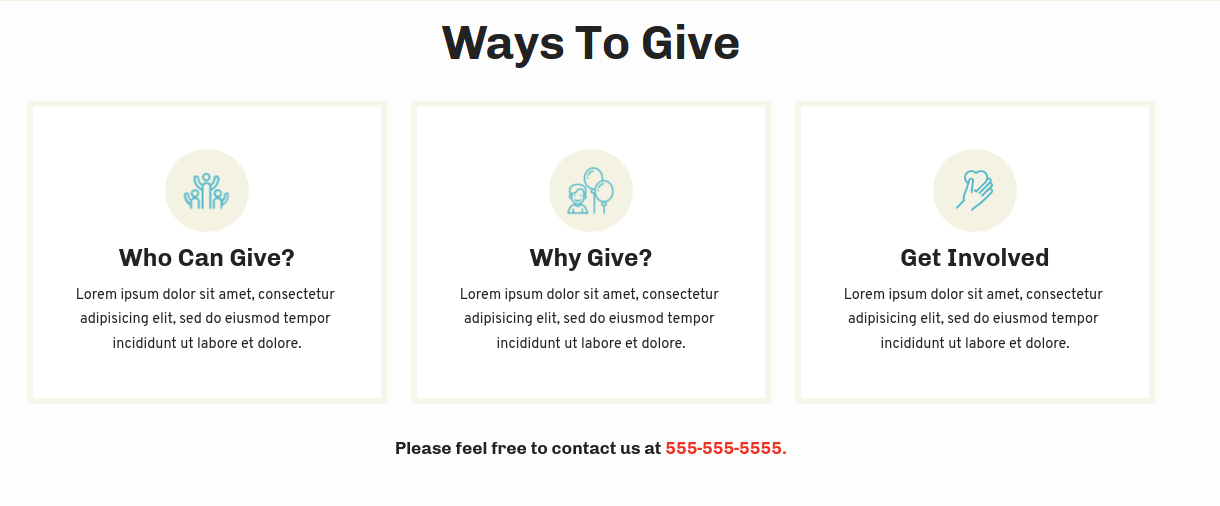 Ways To Give
Who Can Give?
Lorem ipsum dolor sit amet, consectetur
adipisicing elit, sed do eiusmod tempor
incididunt ut labore et dolore.
Why Give?
Lorem ipsum dolor sit amet, consectetur
adipisicing elit, sed do eiusmod tempor
incididunt ut labore et dolore.
Get Involved
Lorem ipsum dolor sit amet, consectetur
adipisicing elit, sed do eiusmod tempor
incididunt ut labore et dolore.
Please feel free to contact us at 555-555-5555.